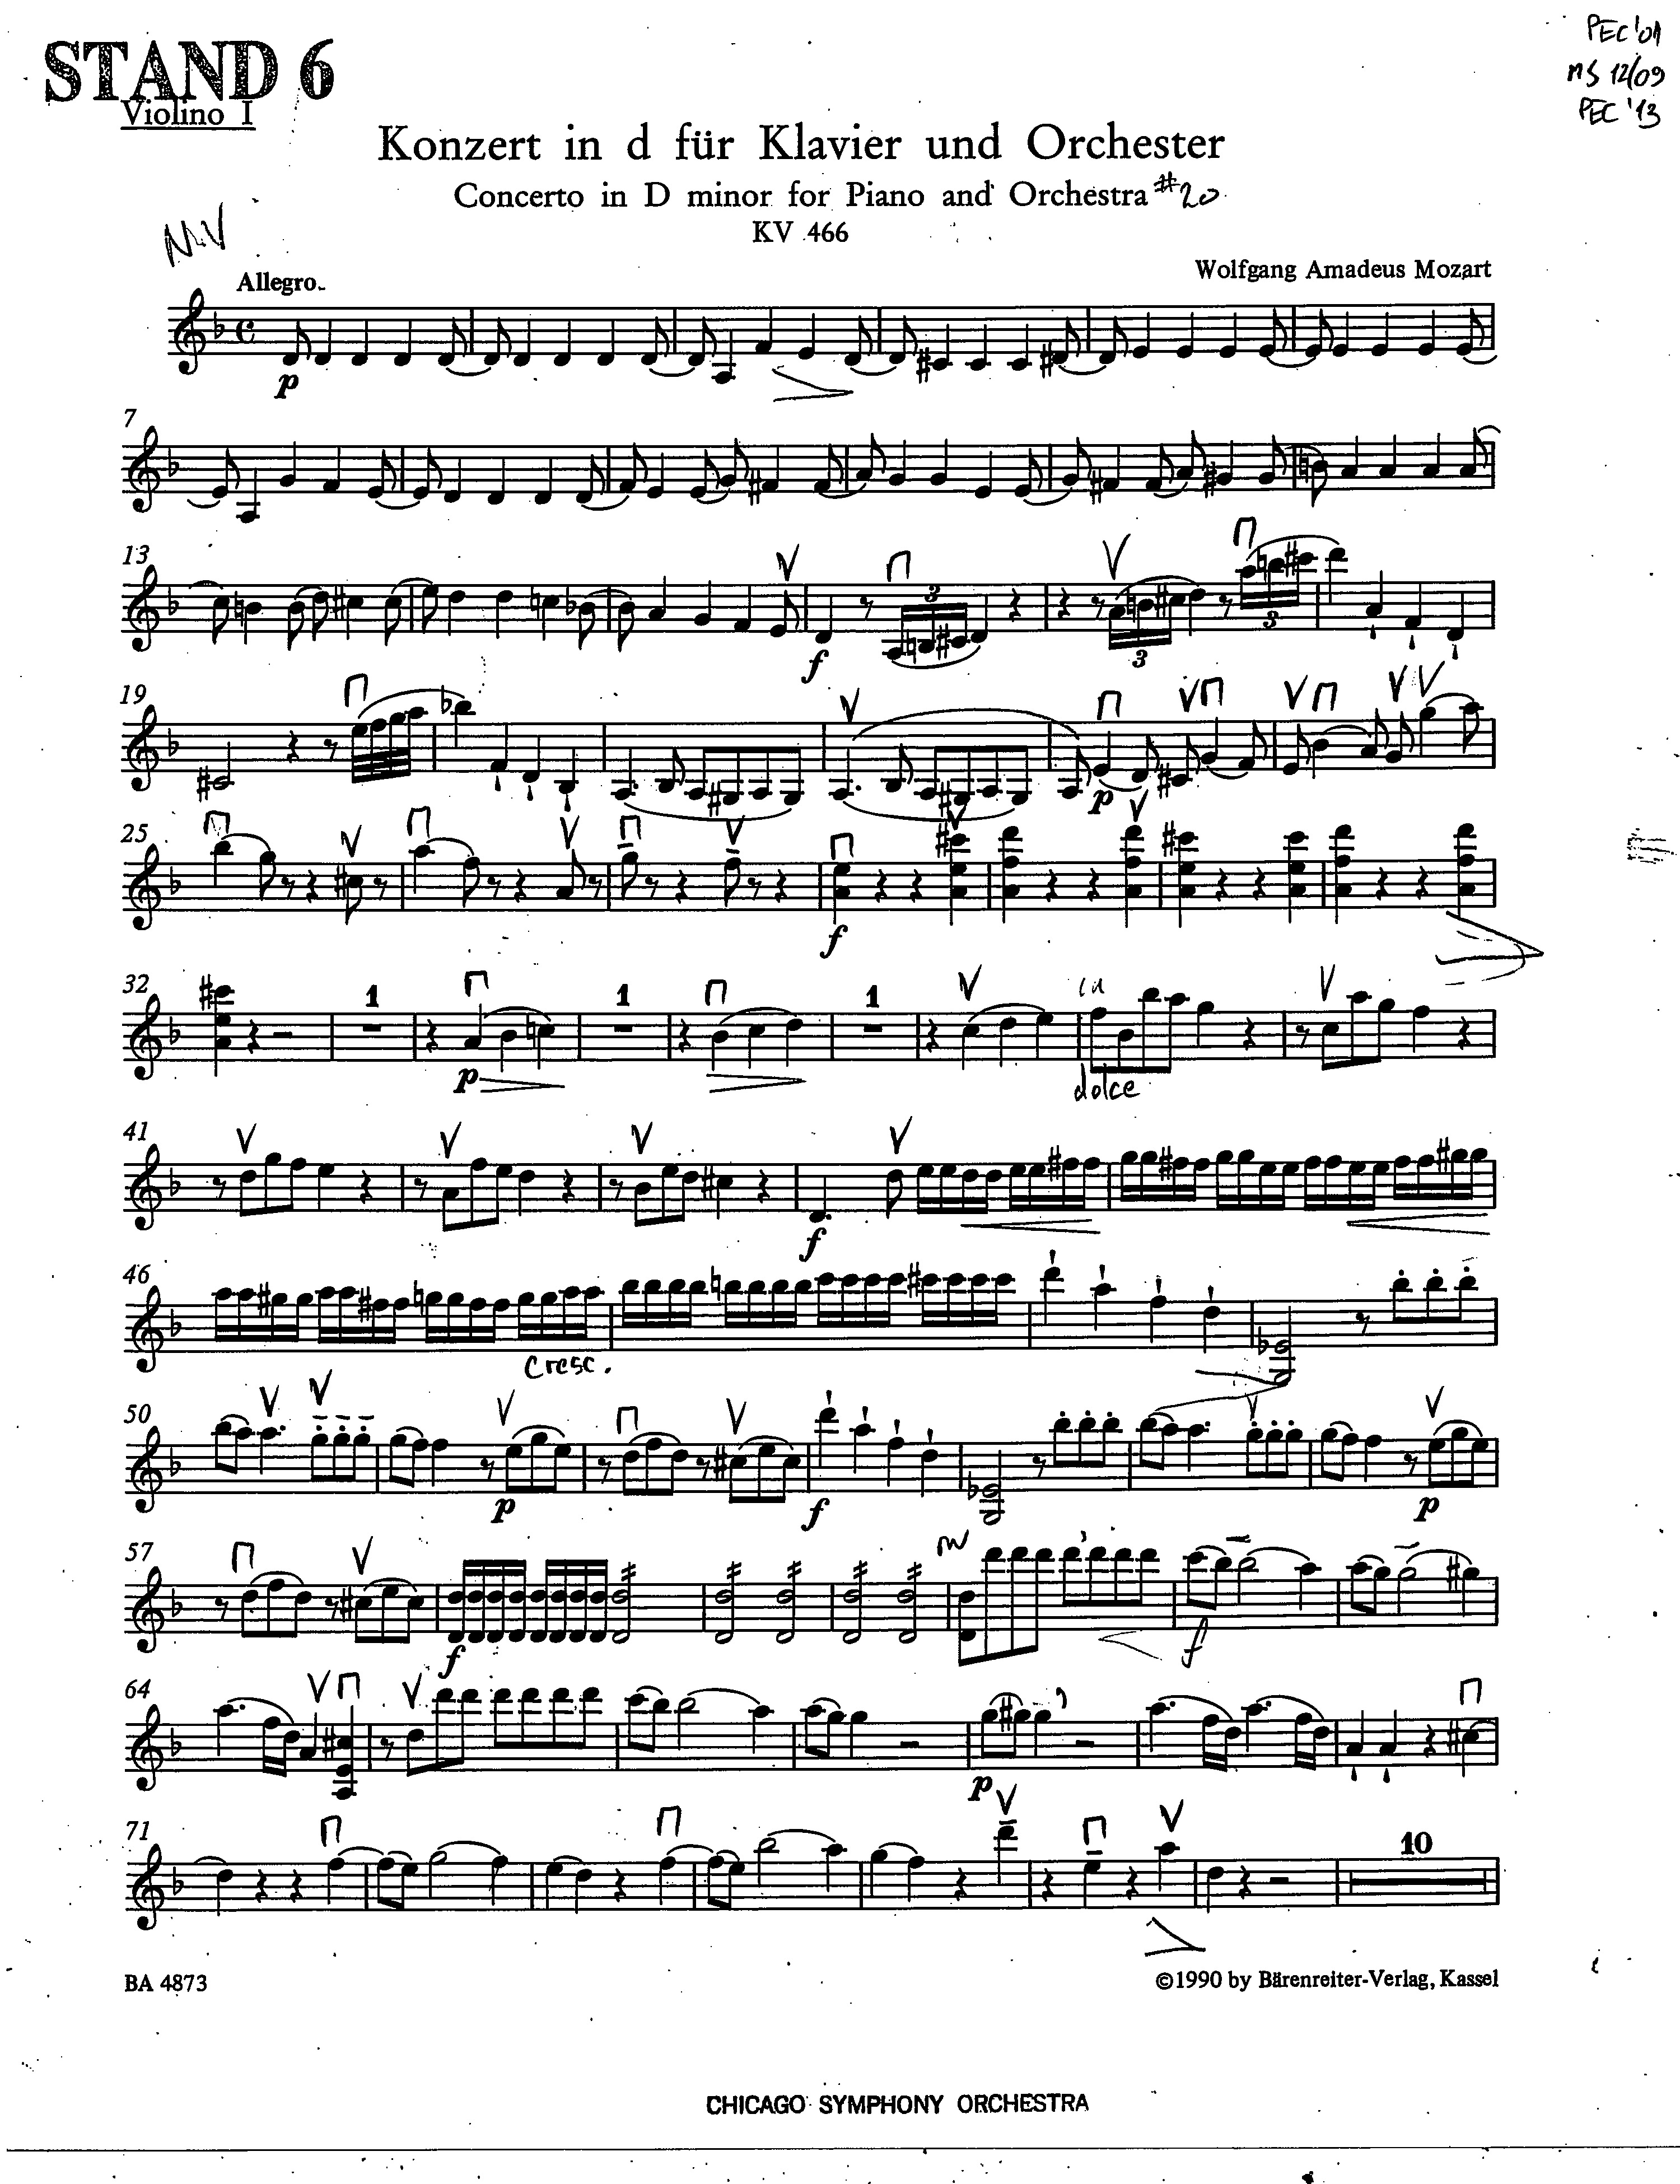 PEC '01
STAND 6
MS 12/09
Violino I
PEC '13
Konzert in d für Klavier und Orchester
Concerto in D minor for Piano and Orchestra #20
KV 466
Wolfgang Amadeus Mozart
Allegro
p
7
13
3
3
3
f
19
p
25
f
32
1
1
1
p
dolce
41
f
46
cresc.
50
p
f
p
57
f
f
64
p
71
10
BA 4873
©1990 by Bärenreiter-Verlag, Kassel
CHICAGO SYMPHONY ORCHESTRA